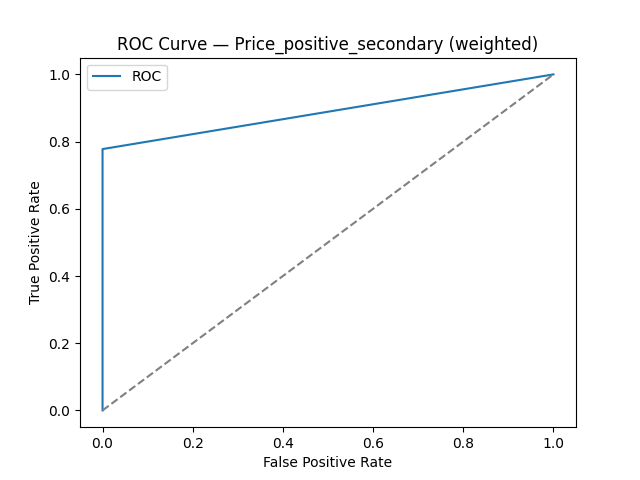 ROC Curve — Price_positive_secondary (weighted)
ROC
1.0
0.8
0.6
0.4
0.2
0.0
True Positive Rate
0.0 0.2 0.4 0.6 0.8 1.0
False Positive Rate